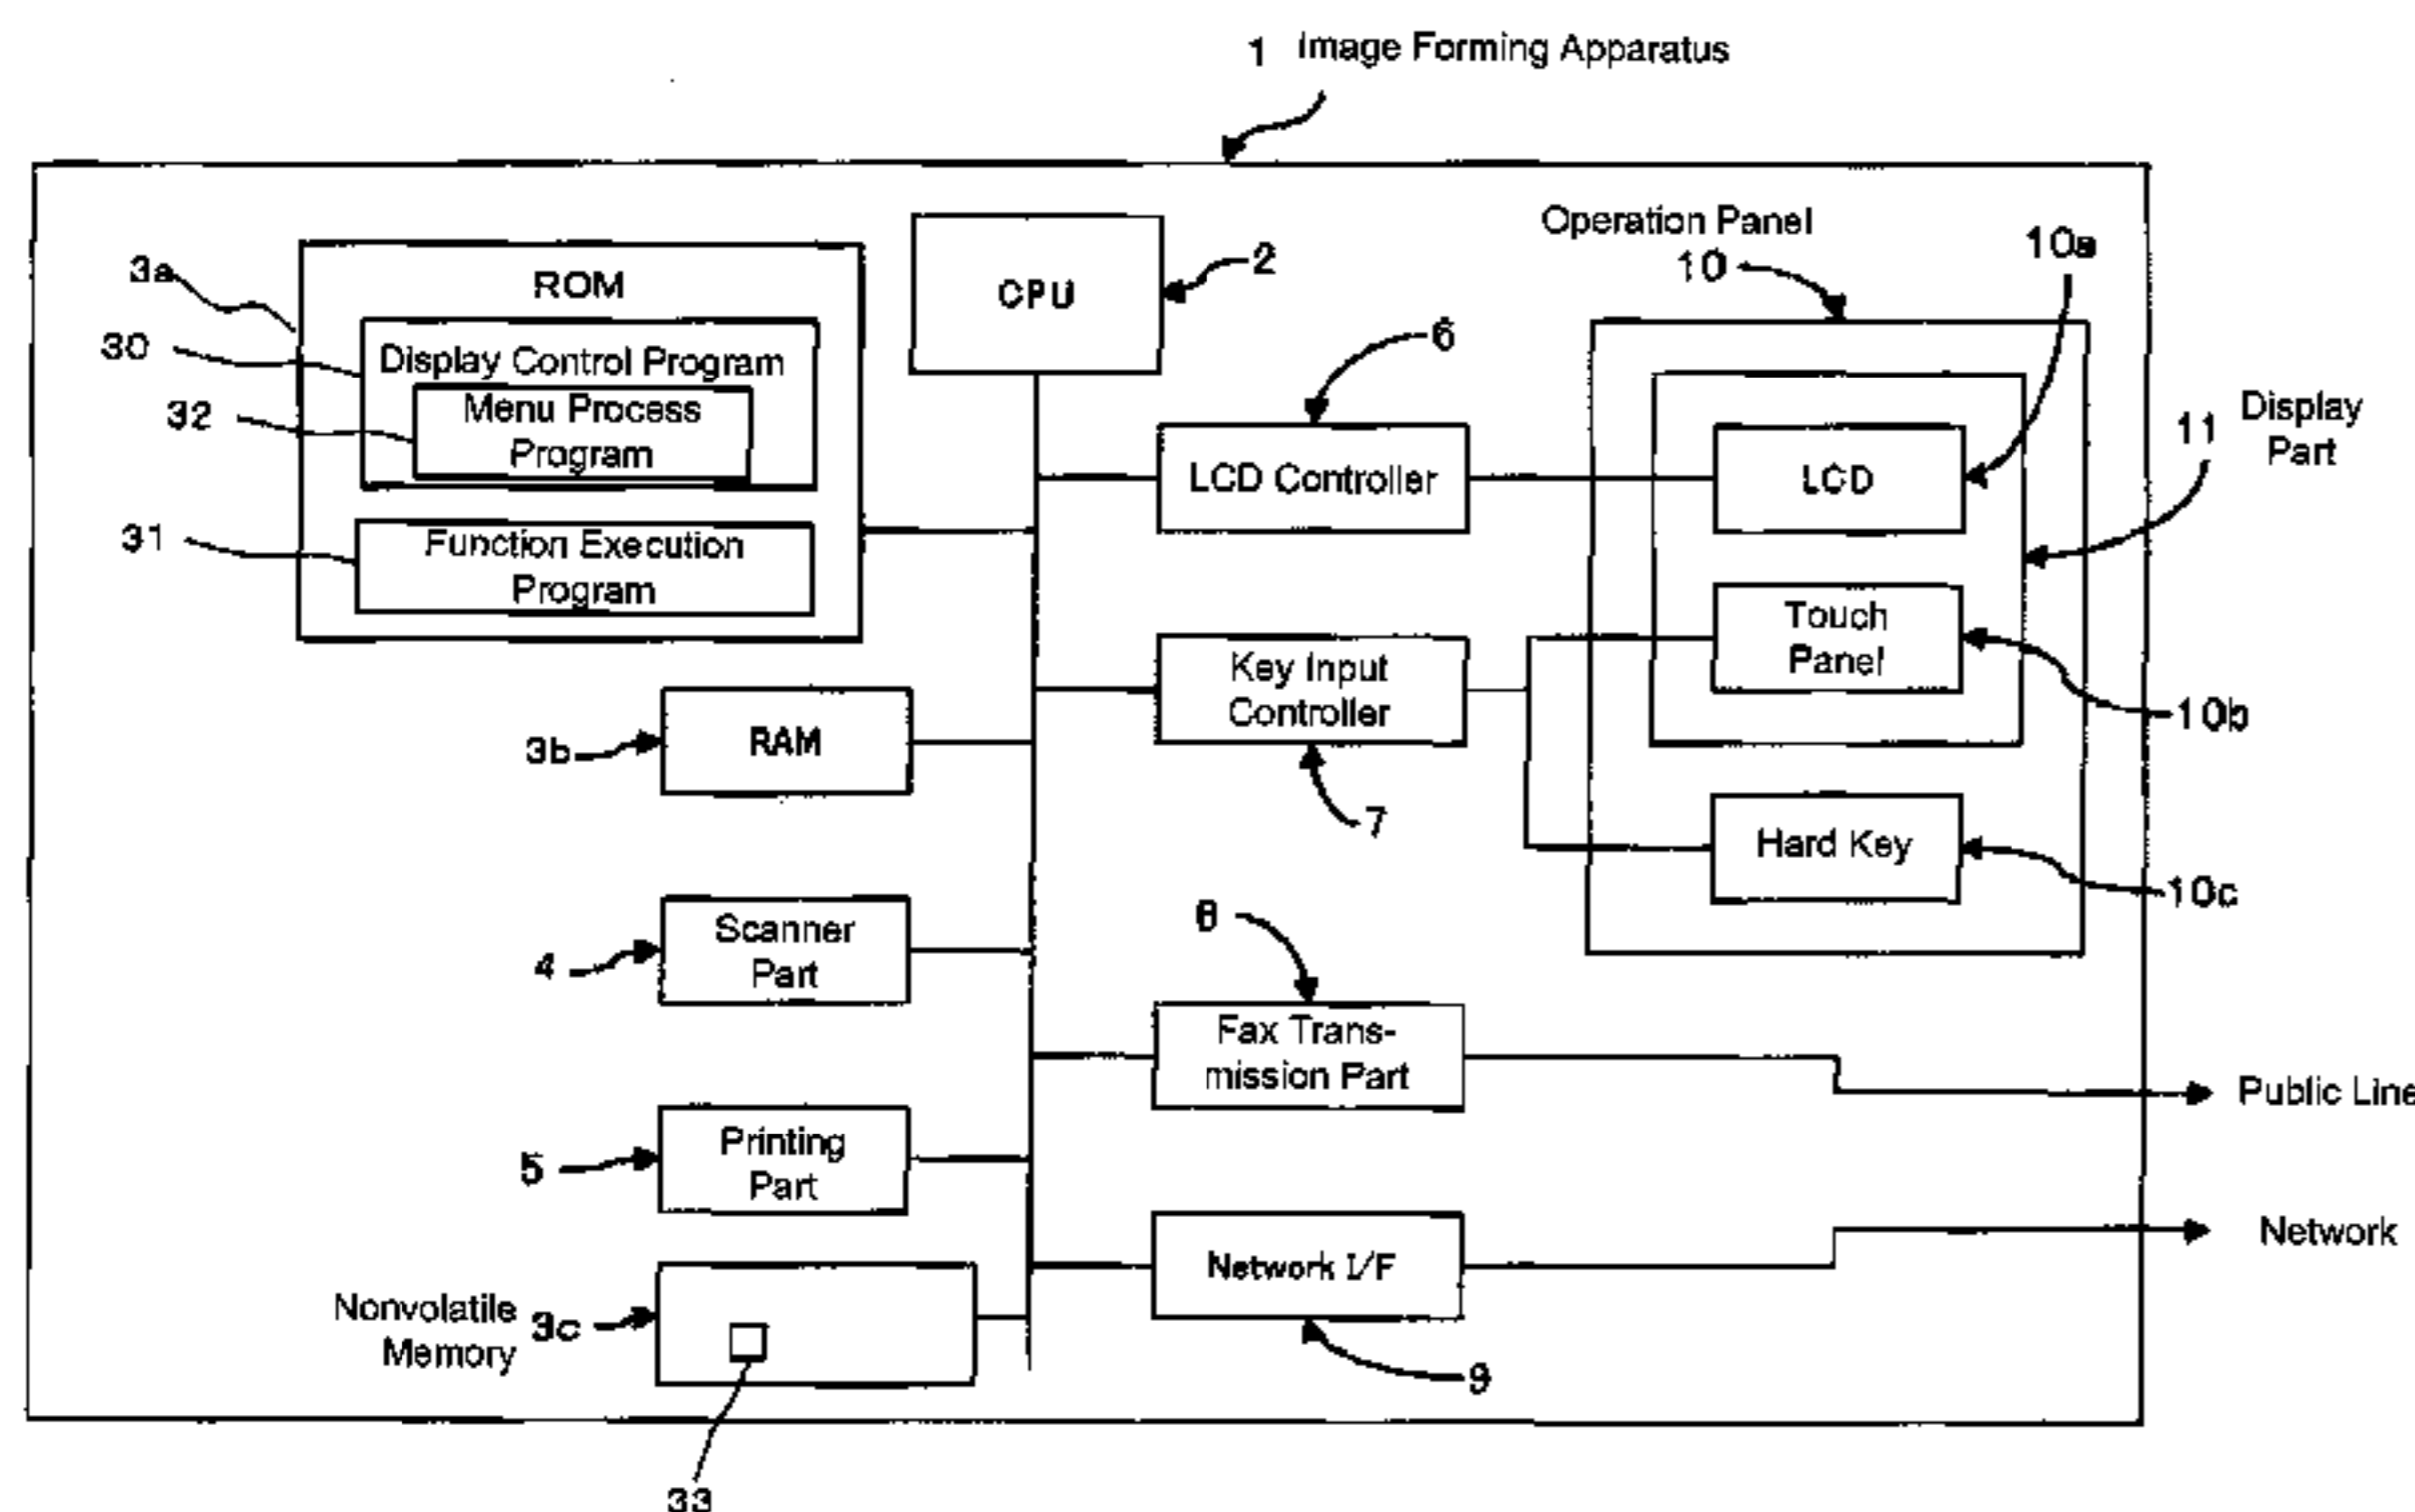 1 Image Forming Apparatus
Operation Panel
10
10a
3a
ROM
CPU
2
30
Display Control Program
6
32
Menu Process
Program
LCD Controller
LCD
11
Display
Part
31
Function Execution
Program
Key Input
Controller
Touch
Panel
10b
3b
RAM
7
Hard Key
10c
4
Scanner
Part
8
Fax Trans-
mission Part
Public Line
5
Printing
Part
Network I/F
Network
Nonvolatile
Memory
3c
9
33